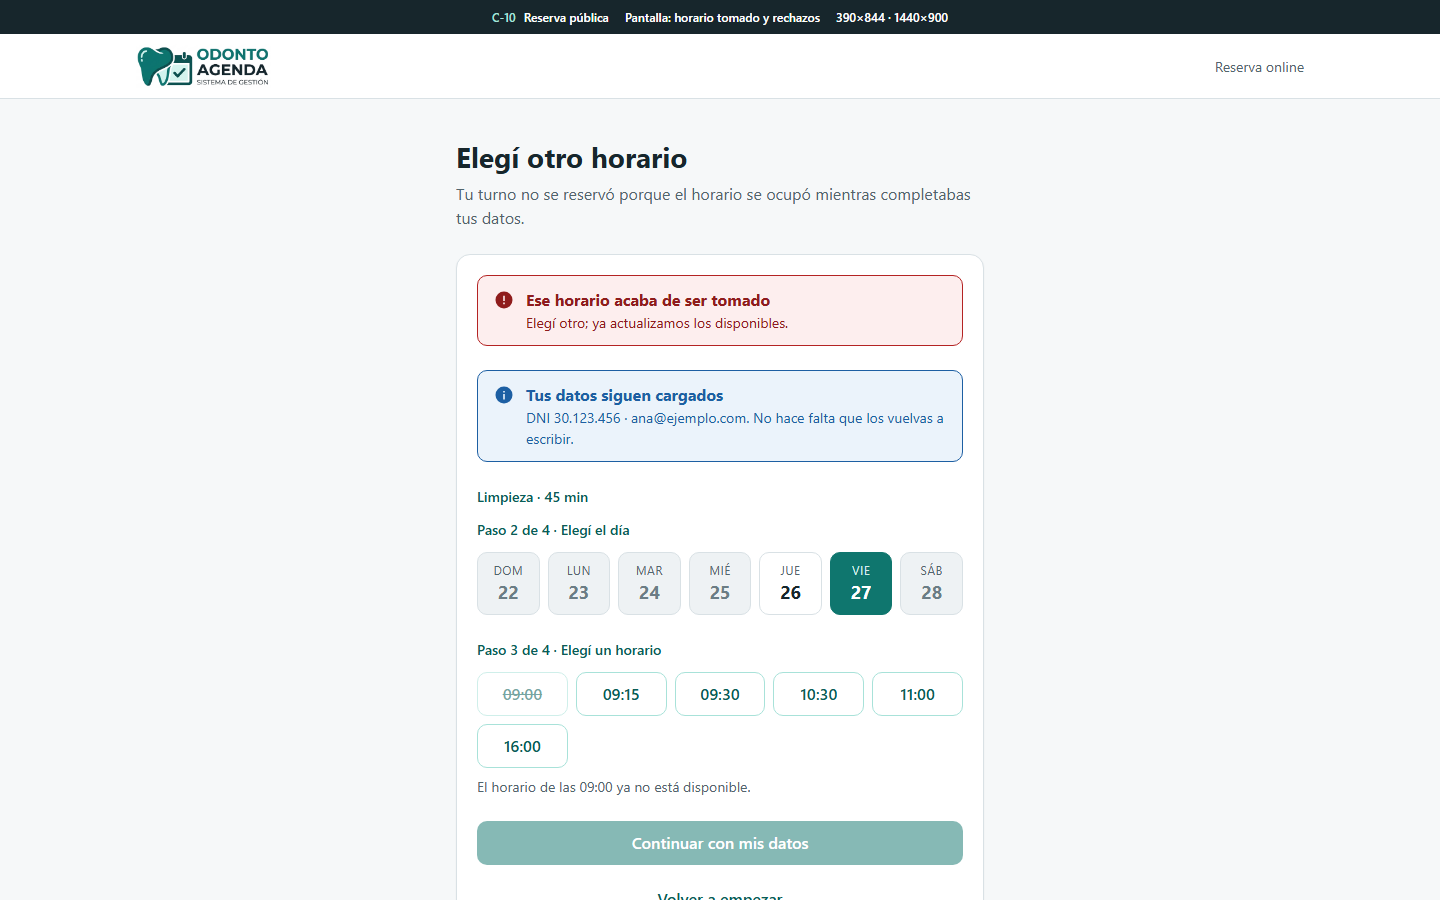 C-10 Reserva pública Pantalla: horario tomado y rechazos 390×844 · 1440×900
ODONTO
AGENDA
SISTEMA DE GESTIÓN
Reserva online
Elegí otro horario
Tu turno no se reservó porque el horario se ocupó mientras completabas
tus datos.
Ese horario acaba de ser tomado
Elegí otro; ya actualizamos los disponibles.
Tus datos siguen cargados
DNI 30.123.456 · ana@ejemplo.com. No hace falta que los vuelvas a
escribir.
Limpieza · 45 min
Paso 2 de 4 · Elegí el día
DOM LUN MAR MIÉ JUE VIE SÁB
22 23 24 25 26 27 28
Paso 3 de 4 · Elegí un horario
09:00 09:15 09:30 10:30 11:00
16:00
El horario de las 09:00 ya no está disponible.
Continuar con mis datos
Volver a empezar